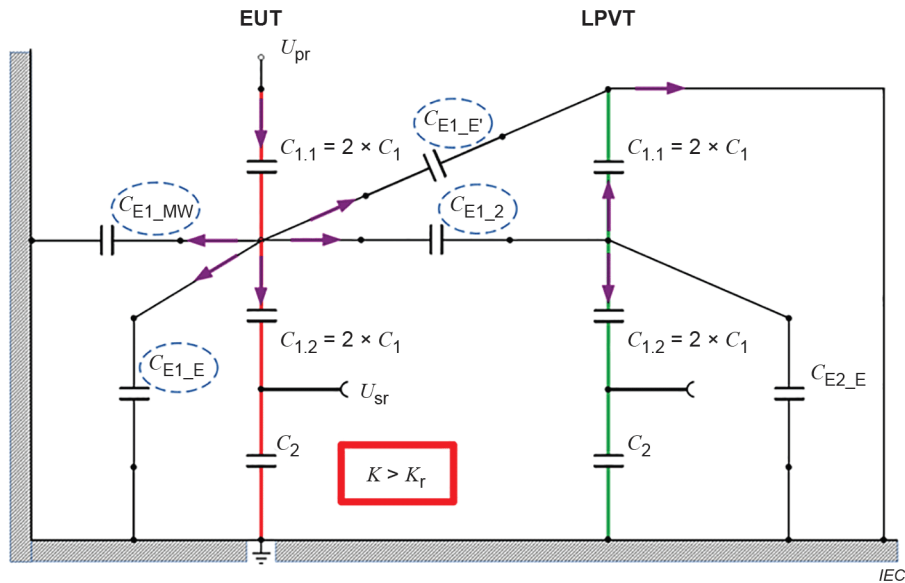 EUT
LPVT
Upr
CE1_E'
C1.1 = 2 × C1
C1.1 = 2 × C1
CE1_MW
CE1_2
C1.2 = 2 × C1
C1.2 = 2 × C1
CE1_E
Usr
CE2_E
C2
K > Kr
C2
IEC